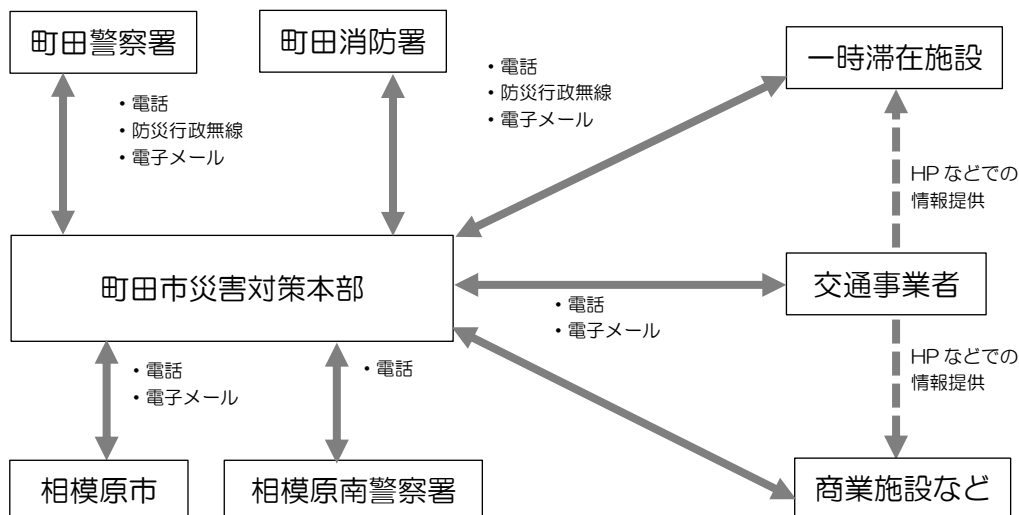 町田警察署
町田消防署
一時滞在施設
・電話
・防災行政無線
・電子メール
・電話
・防災行政無線
・電子メール
HP などでの
情報提供
町田市災害対策本部
交通事業者
・電話
・電子メール
・電話
・電子メール
・電話
HP などでの
情報提供
相模原市
相模原南警察署
商業施設など